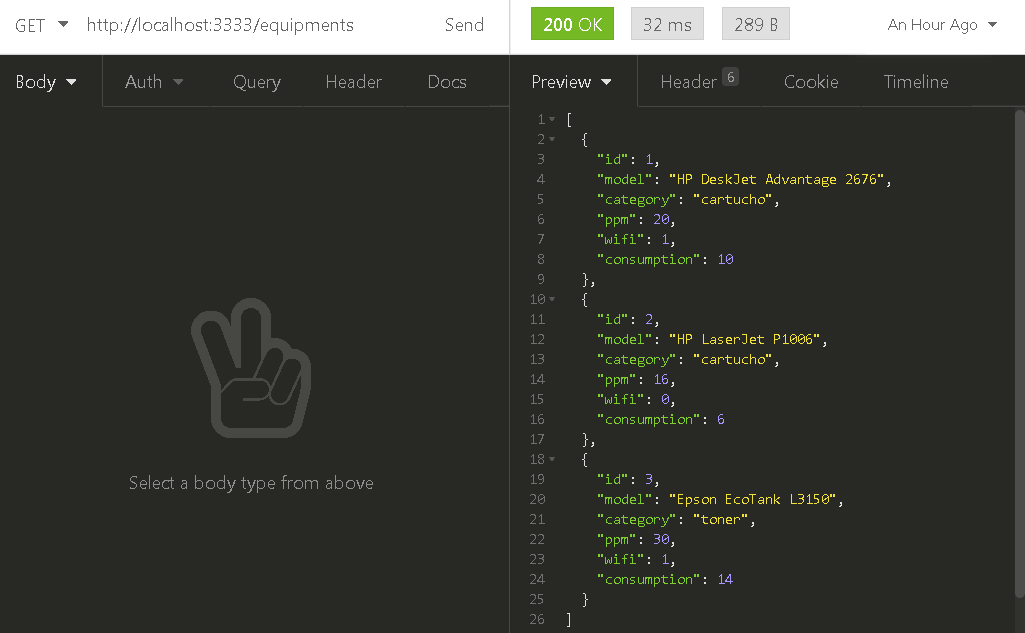 GET http://localhost:3333/equipments Send 200 OK 32 ms 289 B An Hour Ago
Body Auth Query Header Docs Preview Header 6 Cookie Timeline
Select a body type from above
1 [
2 {
3 "id": 1,
4 "model": "HP DeskJet Advantage 2676",
5 "category": "cartucho",
6 "ppm": 20,
7 "wifi": 1,
8 "consumption": 10
9 },
10 {
11 "id": 2,
12 "model": "HP LaserJet P1006",
13 "category": "cartucho",
14 "ppm": 16,
15 "wifi": 0,
16 "consumption": 6
17 },
18 {
19 "id": 3,
20 "model": "Epson EcoTank L3150",
21 "category": "toner",
22 "ppm": 30,
23 "wifi": 1,
24 "consumption": 14
25 }
26 ]